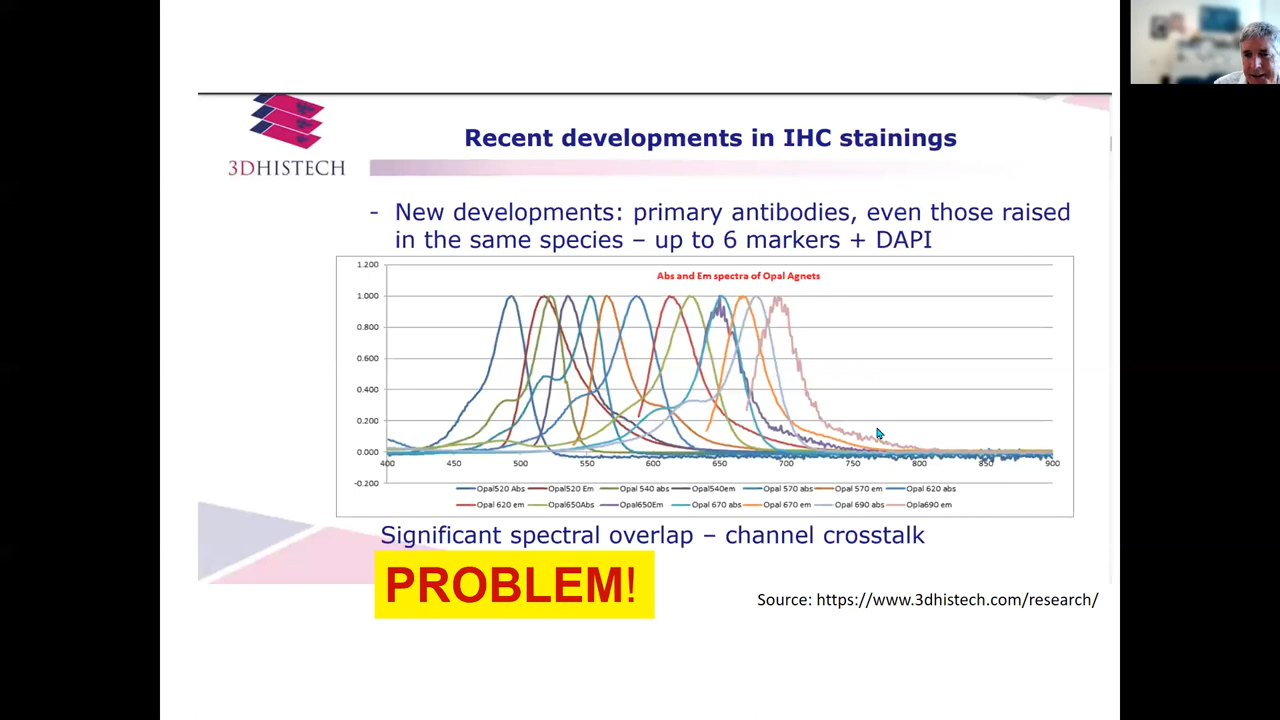 3DHISTECH
Recent developments in IHC stainings
- New developments: primary antibodies, even those raised
in the same species – up to 6 markers + DAPI
Abs and Em spectra of Opal Agnets
1.200
1.000
0.800
0.600
0.400
0.200
0.000
-0.200
400 450 500 550 600 650 700 750 800 850 900
Opal520 Abs Opal520 Em Opal 540 abs Opal540em Opal 570 abs Opal 570 em Opal 620 abs
Opal 620 em Opal650Abs Opal650Em Opal 670 abs Opal 670 em Opal 690 abs Opla690 em
Significant spectral overlap – channel crosstalk
PROBLEM!
Source: https://www.3dhistech.com/research/